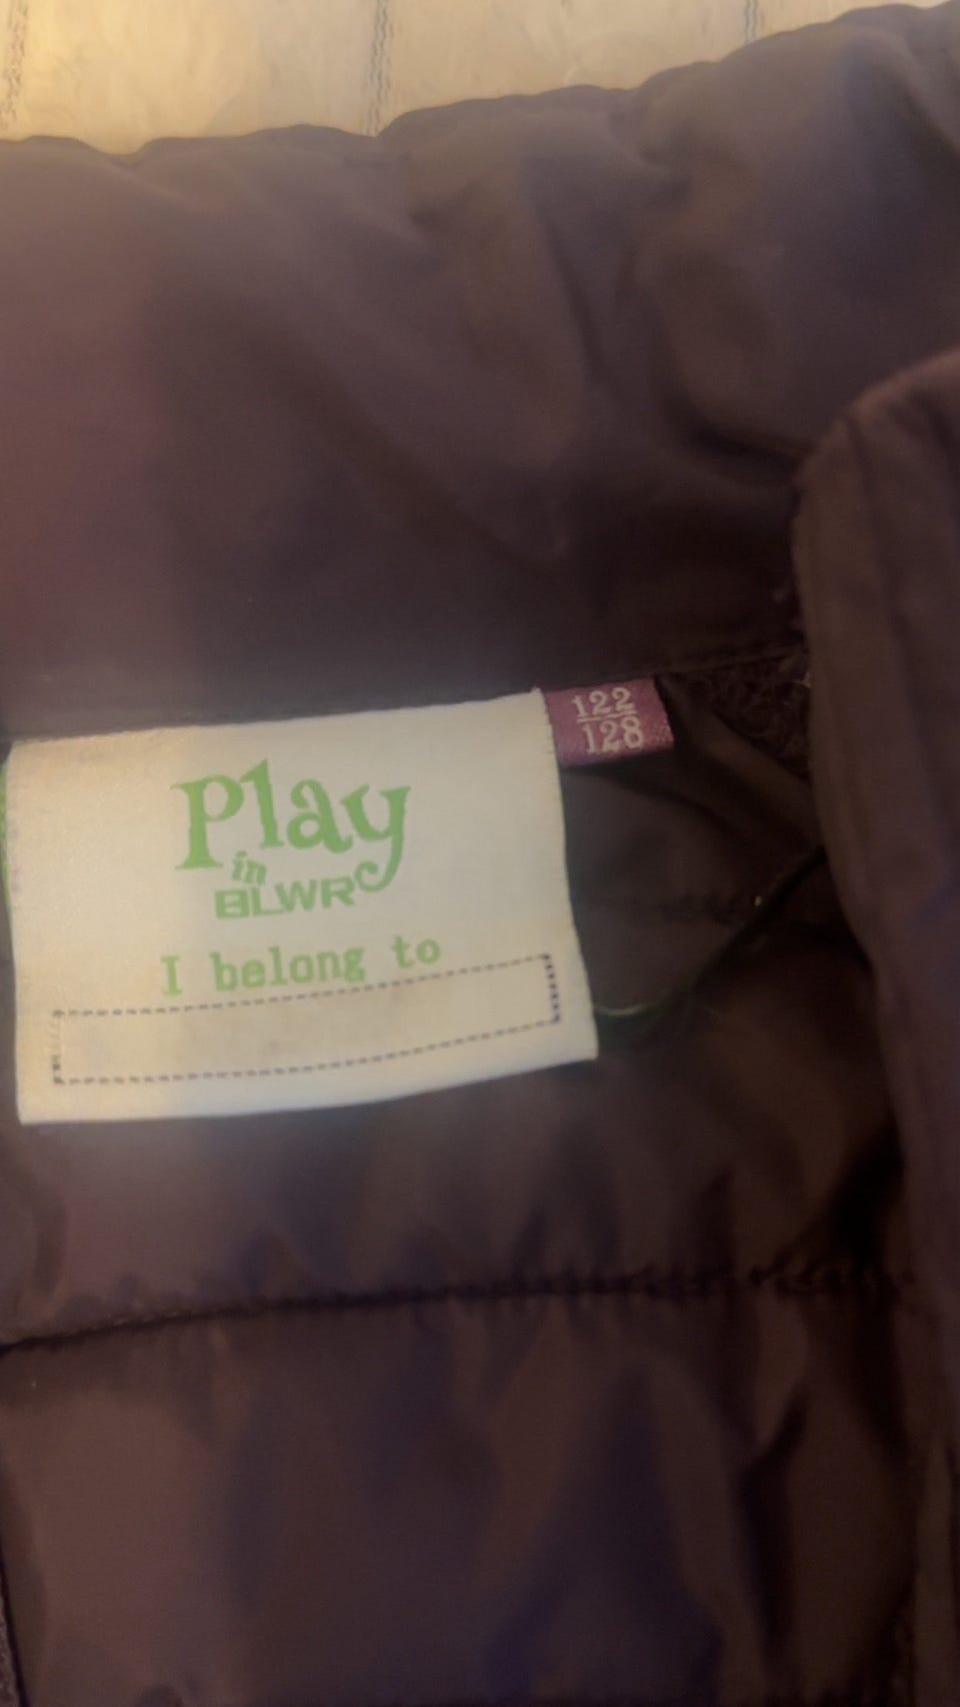 122
128
Play
in
BLWR
I belong to